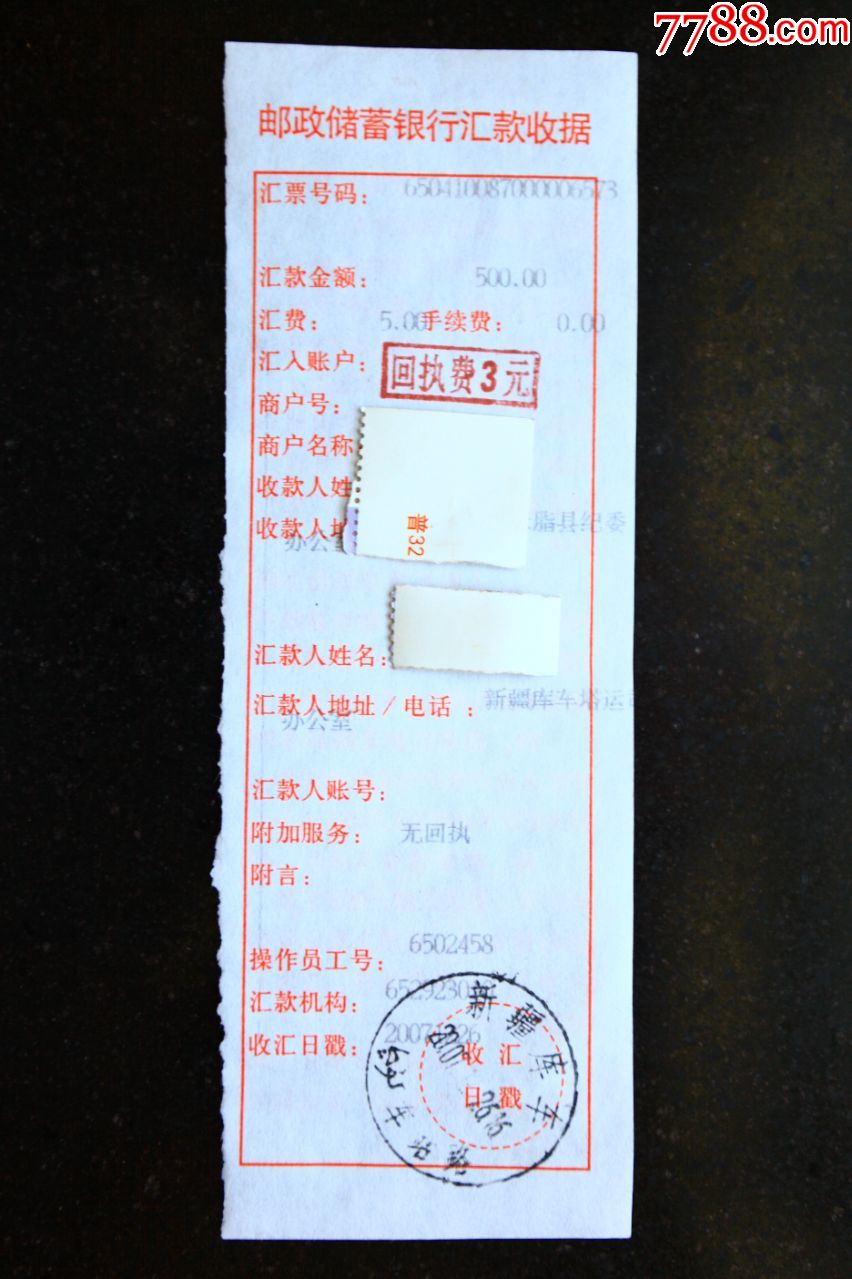 7788.com
邮政储蓄银行汇款收据
汇票号码： 650410087000006573
汇款金额： 500.00
汇费： 5.00 手续费： 0.00
汇入账户：
回执费3元
商户号：
商户名称
收款人姓
收款人地 脂县纪委
办公室
普32
汇款人姓名：
汇款人地址/电话： 新疆库车塔运
办公室
汇款人账号：
附加服务： 无回执
附言：
操作员工号： 6502458
汇款机构： 652923
收汇日戳： 2007
新疆库车
收汇
日戳